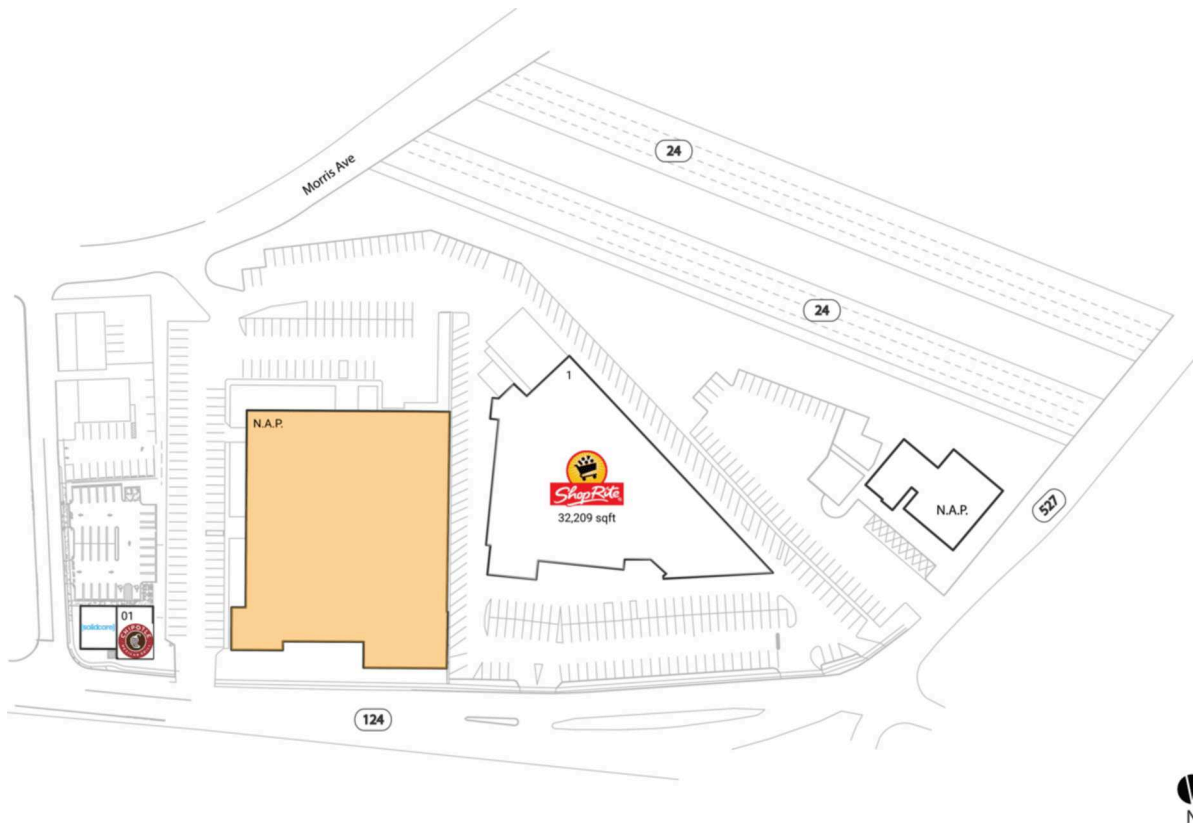 24
Morris Ave
24
1
N.A.P.
ShopRite
32,209 sqft
N.A.P.
527
[solidcore]
01
CHIPOTLE
124
N